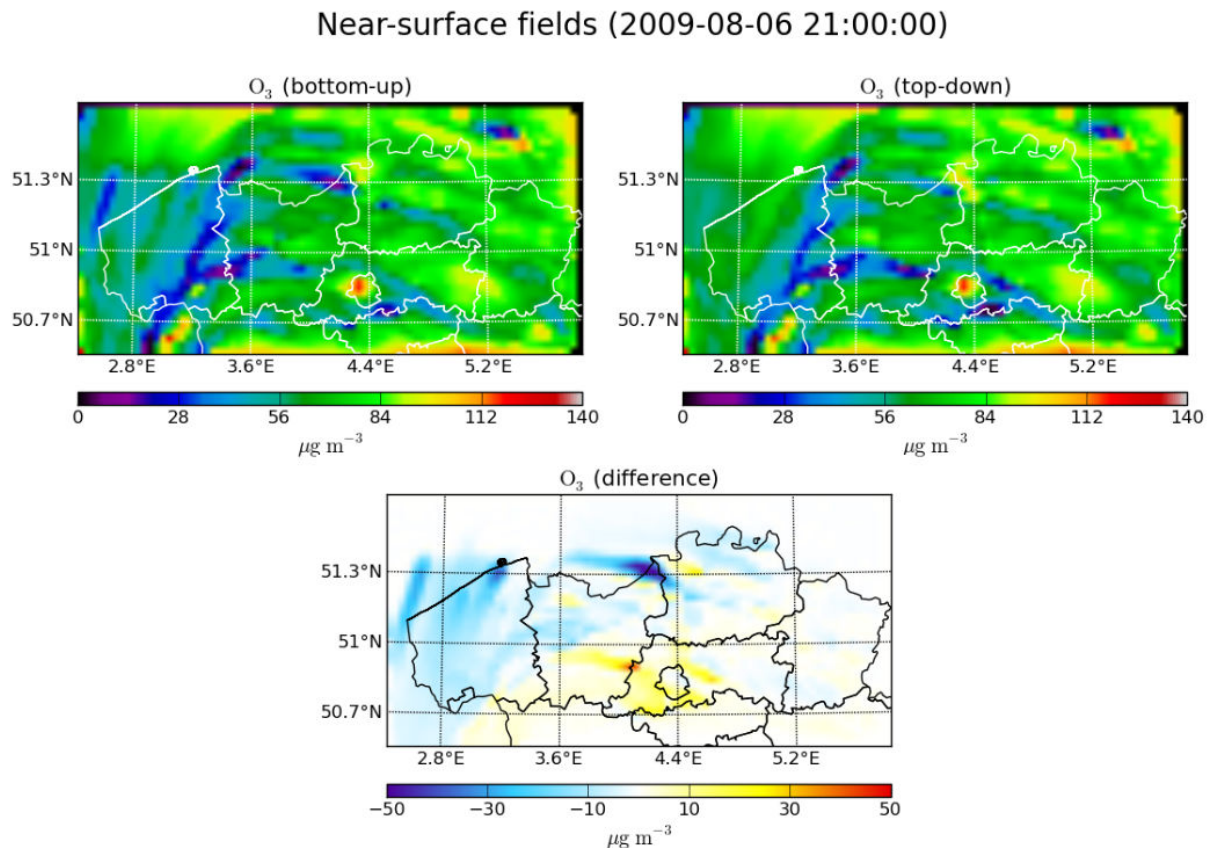 Near-surface fields (2009-08-06 21:00:00)
O₃ (bottom-up)
51.3°N
51°N
50.7°N
2.8°E 3.6°E 4.4°E 5.2°E
0 28 56 84 112 140
μg m⁻³
O₃ (top-down)
51.3°N
51°N
50.7°N
2.8°E 3.6°E 4.4°E 5.2°E
0 28 56 84 112 140
μg m⁻³
O₃ (difference)
51.3°N
51°N
50.7°N
2.8°E 3.6°E 4.4°E 5.2°E
−50 −30 −10 10 30 50
μg m⁻³